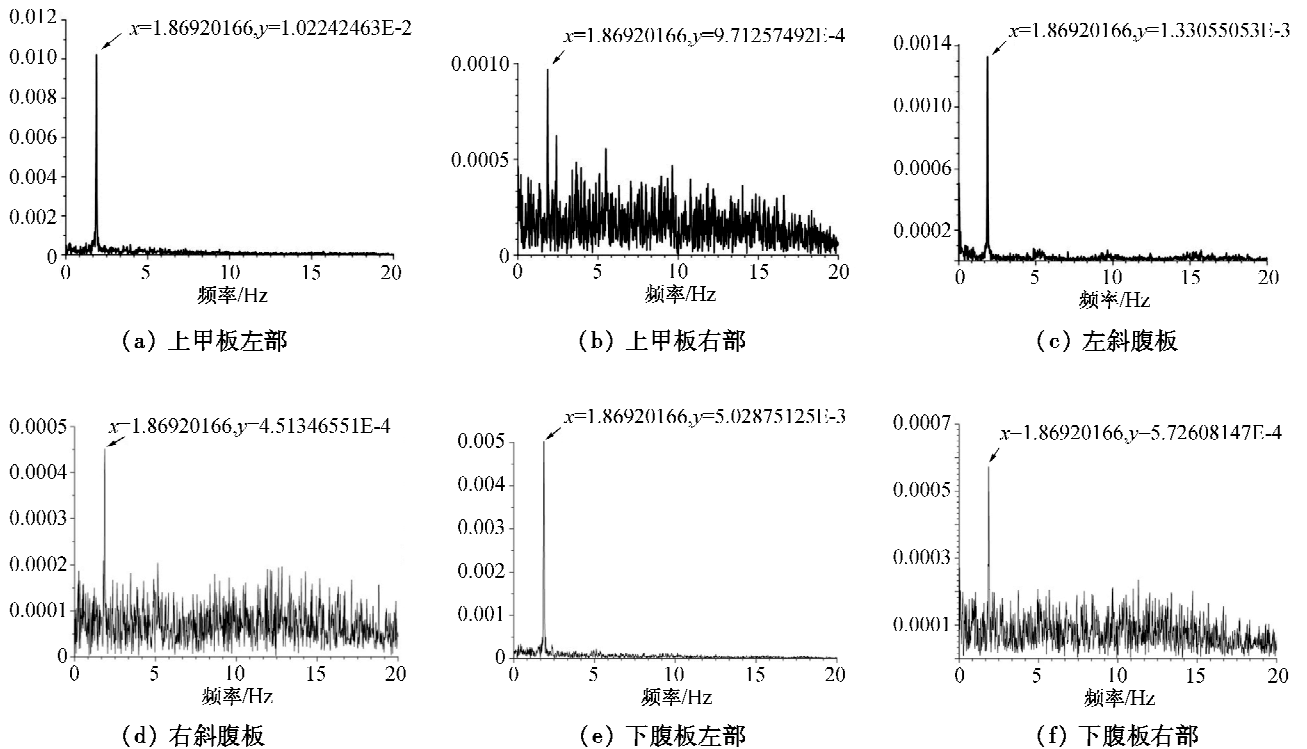 0.012
x=1.86920166,y=1.02242463E-2
0.010
0.008
0.006
0.004
0.002
0
0 5 10 15 20
频率/Hz
(a) 上甲板左部
x=1.86920166,y=9.71257492E-4
0.0010
0.0005
0
0 5 10 15 20
频率/Hz
(b) 上甲板右部
x=1.86920166,y=1.33055053E-3
0.0014
0.0010
0.0006
0.0002
0 5 10 15 20
频率/Hz
(c) 左斜腹板
0.0005
x=1.86920166,y=4.51346551E-4
0.0004
0.0003
0.0002
0.0001
0
0 5 10 15 20
频率/Hz
(d) 右斜腹板
x=1.86920166,y=5.02875125E-3
0.005
0.004
0.003
0.002
0.001
0
0 5 10 15 20
频率/Hz
(e) 下腹板左部
0.0007
x=1.86920166,y=5.72608147E-4
0.0005
0.0003
0.0001
0 5 10 15 20
频率/Hz
(f) 下腹板右部